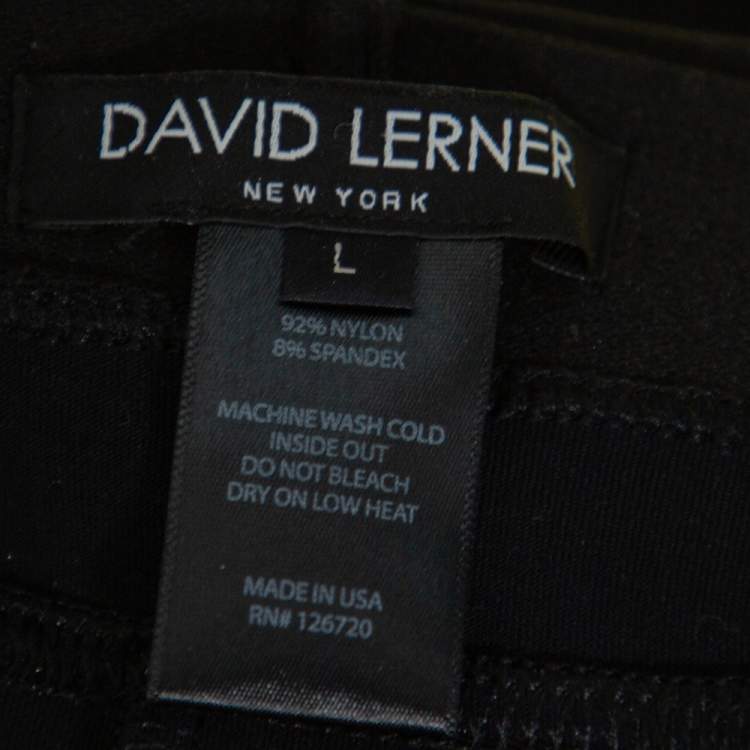 DAVID LERNER
NEW YORK
L
92% NYLON
8% SPANDEX
MACHINE WASH COLD
INSIDE OUT
DO NOT BLEACH
DRY ON LOW HEAT
MADE IN USA
RN# 126720